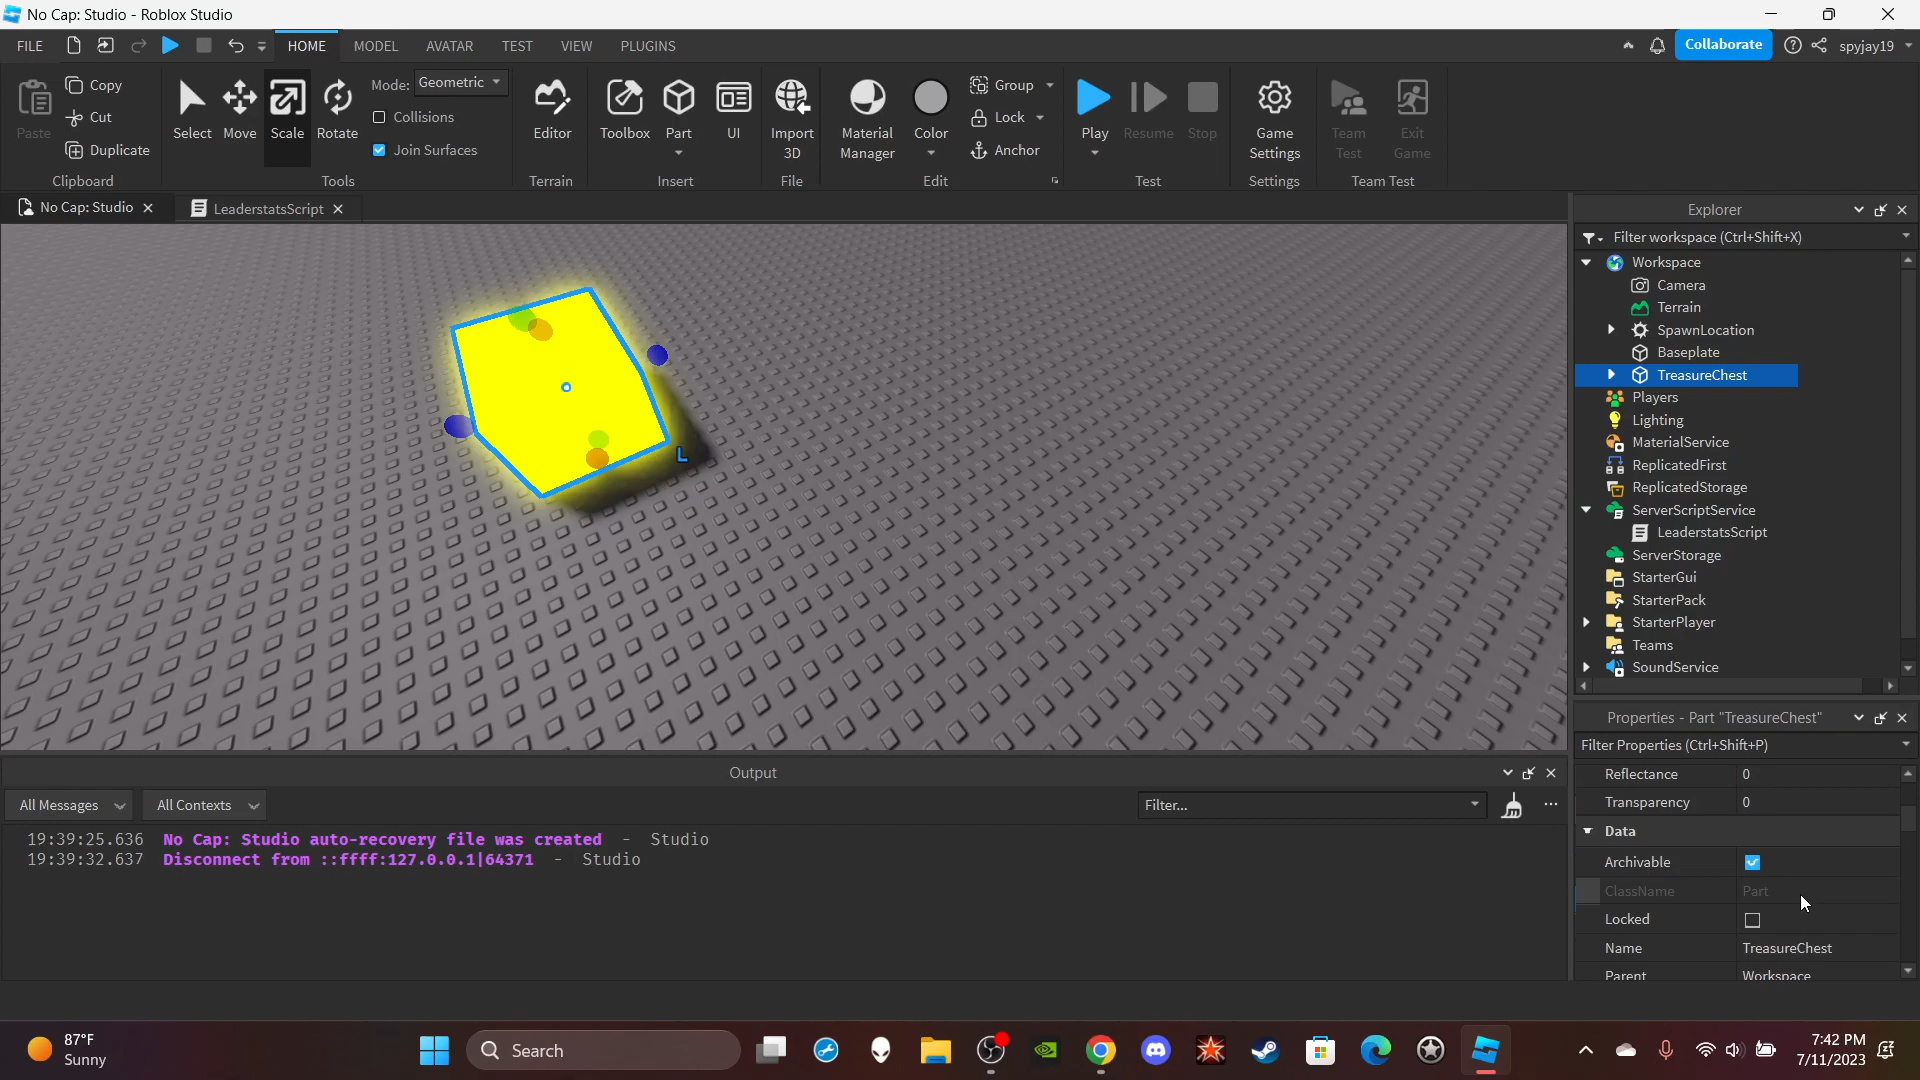 No Cap: Studio - Roblox Studio
FILE HOME MODEL AVATAR TEST VIEW PLUGINS Collaborate spyjay19
Paste Copy Cut Duplicate Clipboard
Select Move Scale Rotate Mode: Geometric Collisions Join Surfaces Tools
Editor Terrain
Toolbox Part UI Insert
Import 3D File
Material Manager Color Group Lock Anchor Edit
Play Resume Stop Test
Game Settings Settings
Team Test Exit Game Team Test
No Cap: Studio LeaderstatsScript
L
Explorer
Filter workspace (Ctrl+Shift+X)
Workspace
Camera
Terrain
SpawnLocation
Baseplate
TreasureChest
Players
Lighting
MaterialService
ReplicatedFirst
ReplicatedStorage
ServerScriptService
LeaderstatsScript
ServerStorage
StarterGui
StarterPack
StarterPlayer
Teams
SoundService
Properties - Part "TreasureChest"
Filter Properties (Ctrl+Shift+P)
Reflectance 0
Transparency 0
Data
Archivable
ClassName Part
Locked
Name TreasureChest
Parent Workspace
Output
All Messages All Contexts Filter...
19:39:25.636 No Cap: Studio auto-recovery file was created - Studio
19:39:32.637 Disconnect from ::ffff:127.0.0.1|64371 - Studio
87°F
Sunny
Search
7:42 PM
7/11/2023